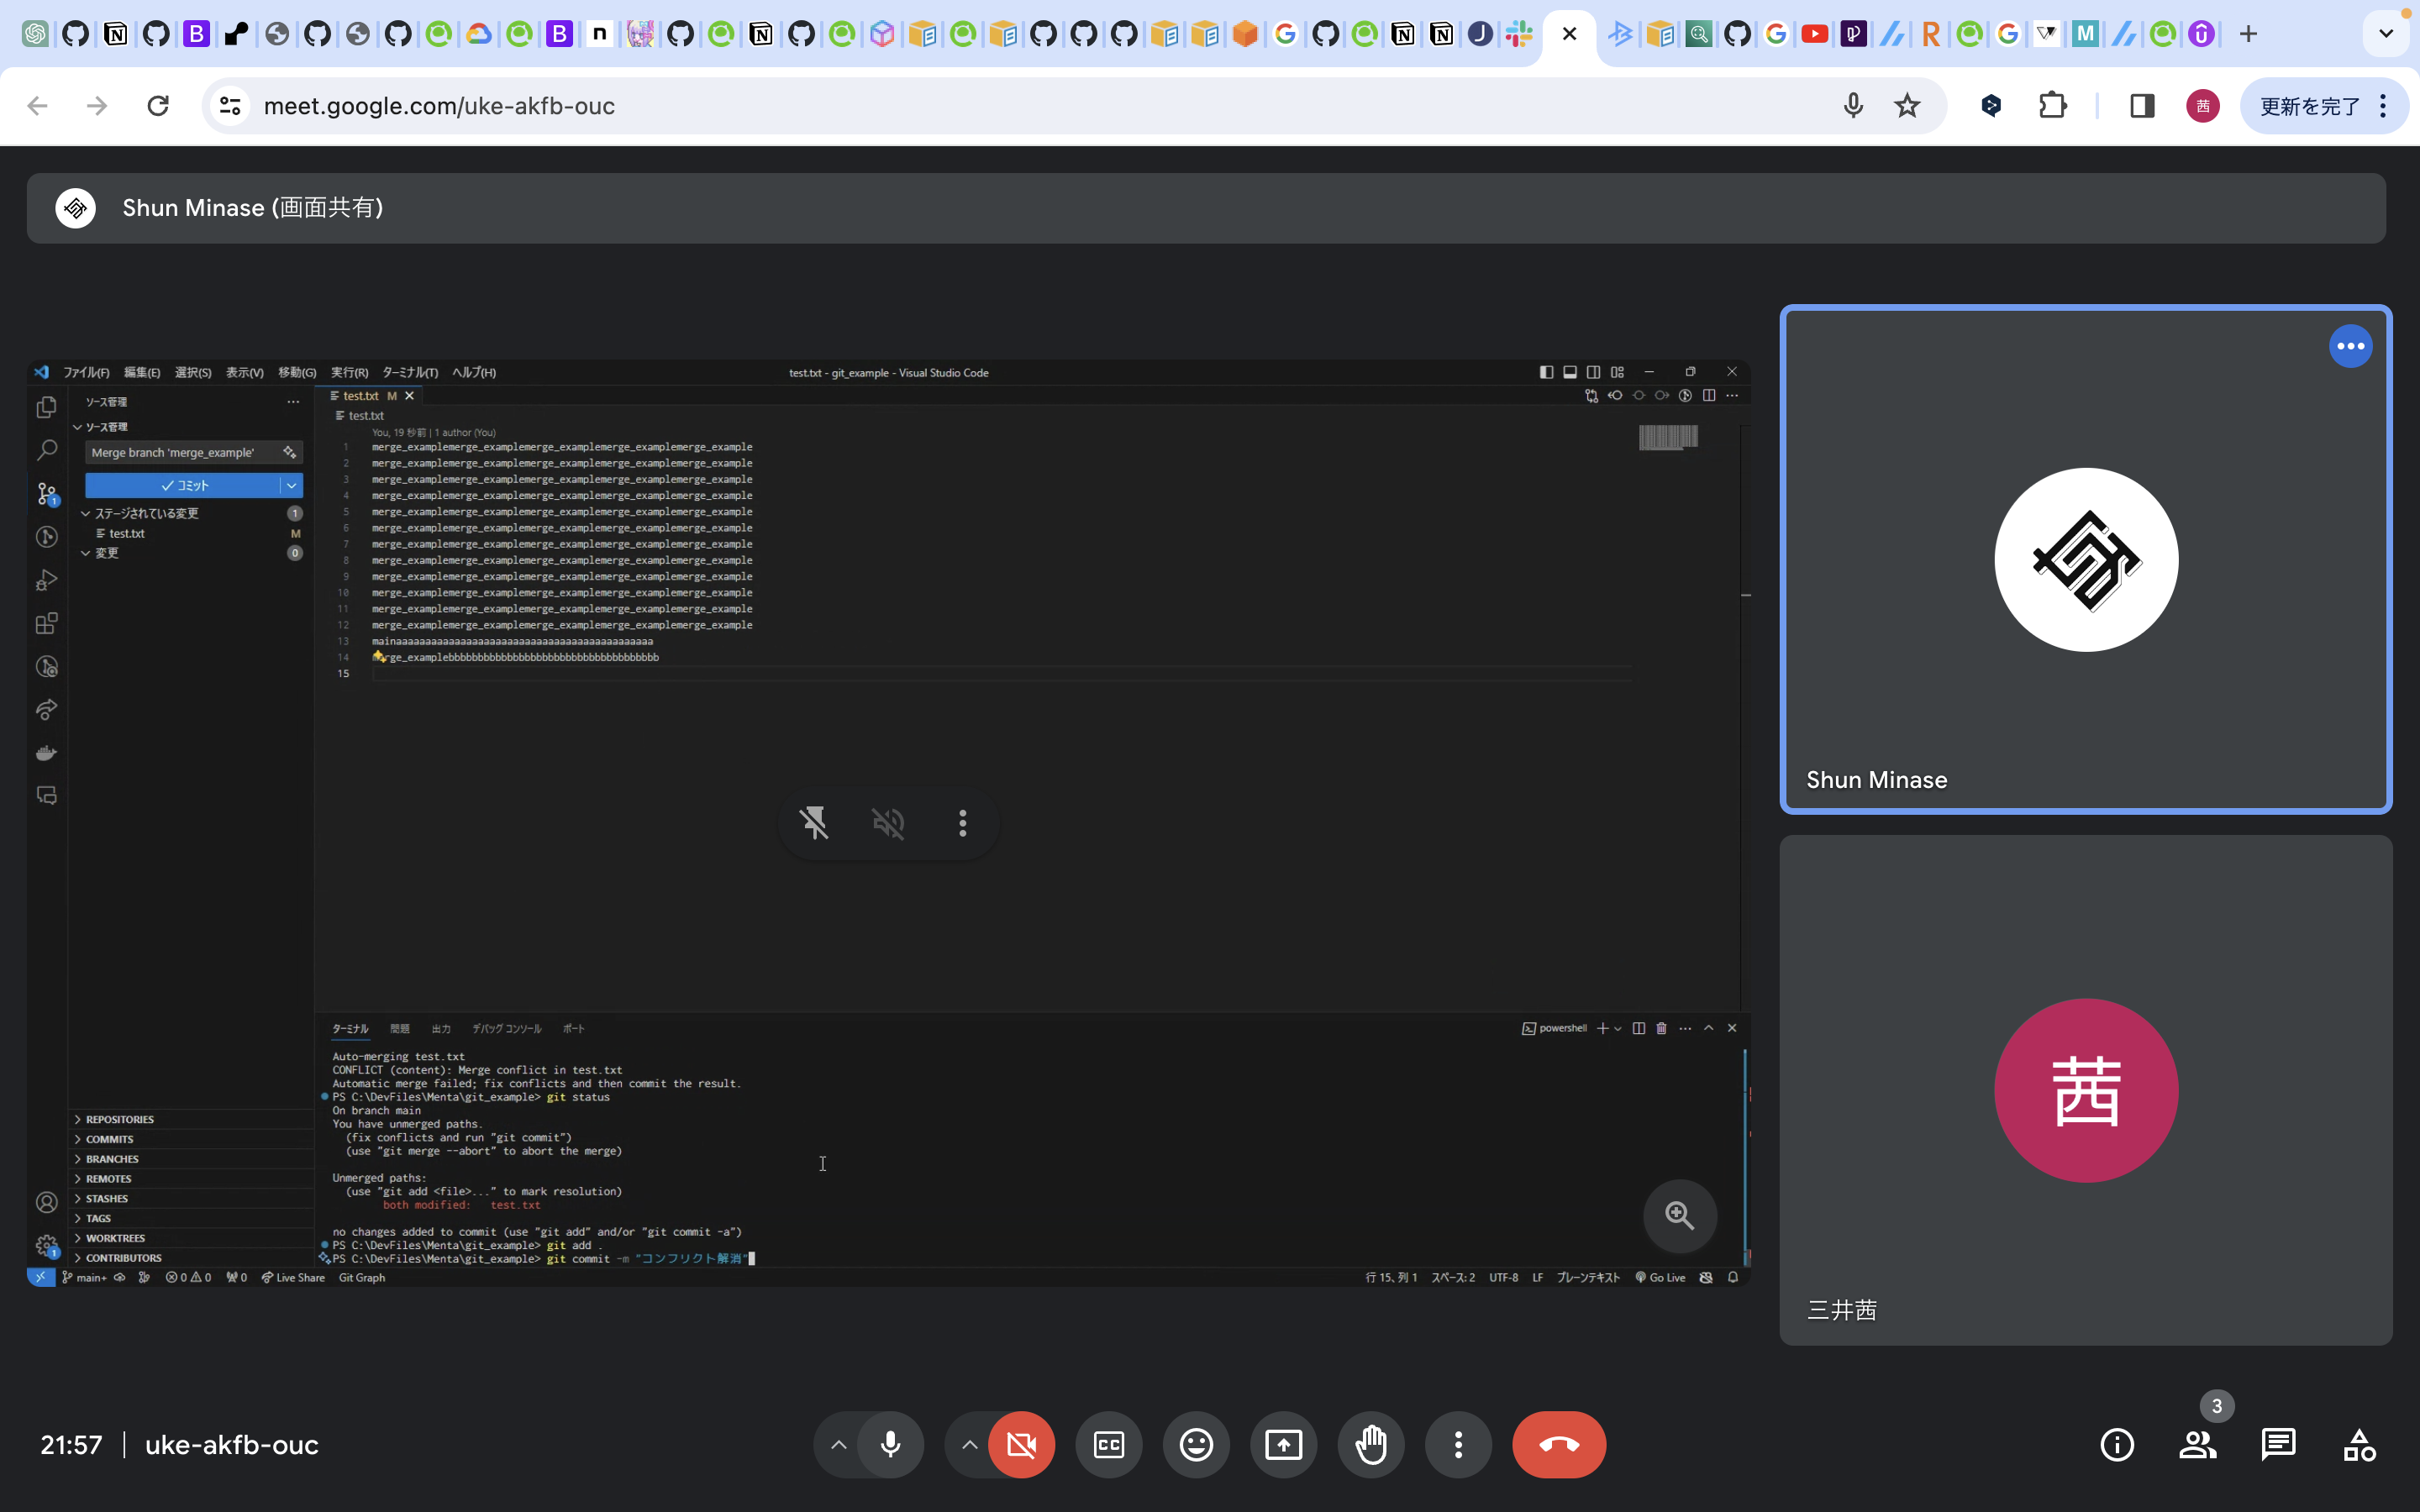 meet.google.com/uke-akfb-ouc
茜
更新を完了
Shun Minase (画面共有)
ファイル(F) 編集(E) 選択(S) 表示(V) 移動(G) 実行(R) ターミナル(T) ヘルプ(H)
test.txt - git_example - Visual Studio Code
ソース管理
test.txt M
test.txt
ソース管理
You, 19 秒前 | 1 author (You)
Merge branch 'merge_example'
コミット
ステージされている変更 1
test.txt M
変更 0
1 merge_examplemerge_examplemerge_examplemerge_examplemerge_example
2 merge_examplemerge_examplemerge_examplemerge_examplemerge_example
3 merge_examplemerge_examplemerge_examplemerge_examplemerge_example
4 merge_examplemerge_examplemerge_examplemerge_examplemerge_example
5 merge_examplemerge_examplemerge_examplemerge_examplemerge_example
6 merge_examplemerge_examplemerge_examplemerge_examplemerge_example
7 merge_examplemerge_examplemerge_examplemerge_examplemerge_example
8 merge_examplemerge_examplemerge_examplemerge_examplemerge_example
9 merge_examplemerge_examplemerge_examplemerge_examplemerge_example
10 merge_examplemerge_examplemerge_examplemerge_examplemerge_example
11 merge_examplemerge_examplemerge_examplemerge_examplemerge_example
12 merge_examplemerge_examplemerge_examplemerge_examplemerge_example
13 mainaaaaaaaaaaaaaaaaaaaaaaaaaaaaaaaaaaaaaaaaaaaa
14 merge_examplebbbbbbbbbbbbbbbbbbbbbbbbbbbbbbbbbbbb
15
REPOSITORIES
COMMITS
BRANCHES
REMOTES
STASHES
TAGS
WORKTREES
CONTRIBUTORS
ターミナル 問題 出力 デバッグ コンソール ポート
powershell
Auto-merging test.txt
CONFLICT (content): Merge conflict in test.txt
Automatic merge failed; fix conflicts and then commit the result.
PS C:\DevFiles\Menta\git_example> git status
On branch main
You have unmerged paths.
(fix conflicts and run "git commit")
(use "git merge --abort" to abort the merge)
Unmerged paths:
(use "git add <file>..." to mark resolution)
both modified: test.txt
no changes added to commit (use "git add" and/or "git commit -a")
PS C:\DevFiles\Menta\git_example> git add .
PS C:\DevFiles\Menta\git_example> git commit -m "コンフリクト解消"
main+ 0 0 0 Live Share Git Graph
行 15、列 1 スペース: 2 UTF-8 LF プレーンテキスト Go Live
Shun Minase
茜
三井茜
21:57 | uke-akfb-ouc
CC
3